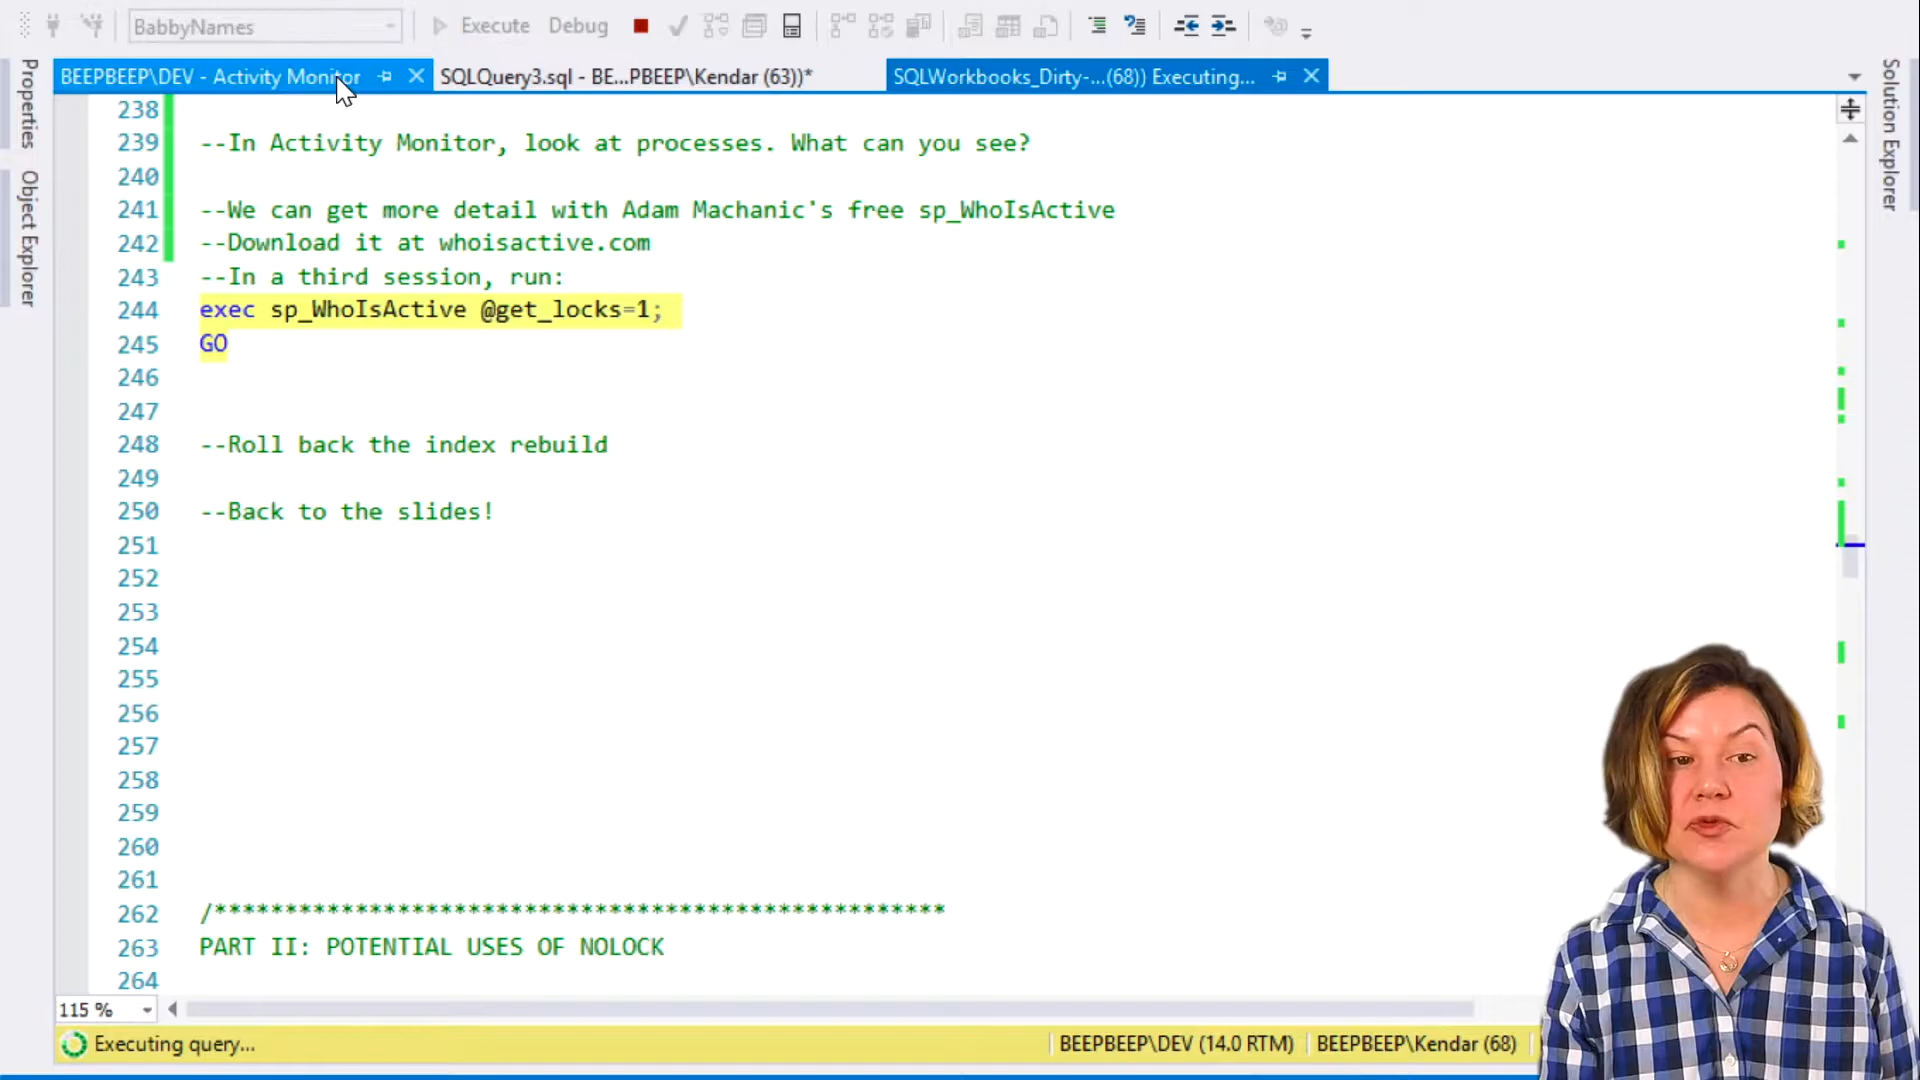 BabbyNames
Execute
Debug
BEEPBEEP\DEV - Activity Monitor
SQLQuery3.sql - BE...PBEEP\Kendar (63))*
SQLWorkbooks_Dirty-...(68)) Executing...
Properties
Object Explorer
Solution Explorer
238
239 --In Activity Monitor, look at processes. What can you see?
240
241 --We can get more detail with Adam Machanic's free sp_WhoIsActive
242 --Download it at whoisactive.com
243 --In a third session, run:
244 exec sp_WhoIsActive @get_locks=1;
245 GO
246
247
248 --Roll back the index rebuild
249
250 --Back to the slides!
251
252
253
254
255
256
257
258
259
260
261
262 /****************************************************
263 PART II: POTENTIAL USES OF NOLOCK
264
115 %
Executing query...
BEEPBEEP\DEV (14.0 RTM)
BEEPBEEP\Kendar (68)